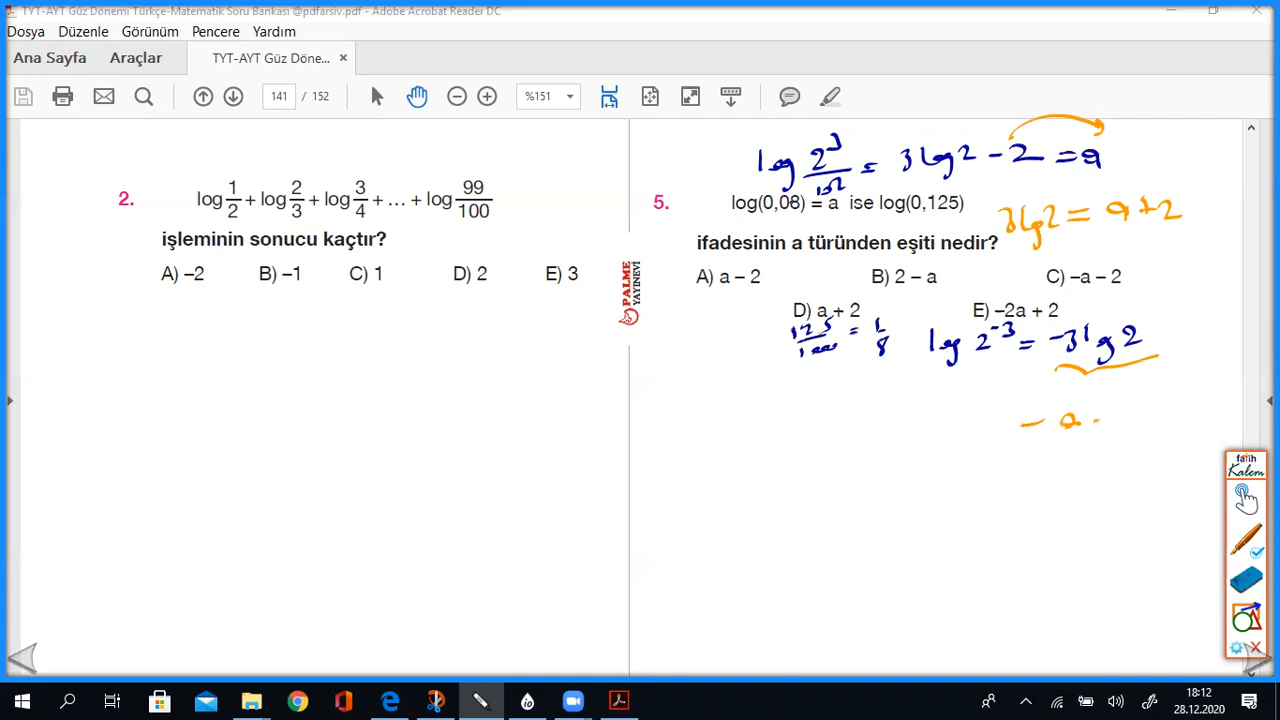 TYT-AYT Güz Dönemi Türkçe-Matematik Soru Bankası @pdfarsiv.pdf - Adobe Acrobat Reader DC
Dosya Düzenle Görünüm Pencere Yardım
Ana Sayfa Araçlar TYT-AYT Güz Döne... ×
141 / 152 %151
2. log 1/2 + log 2/3 + log 3/4 + ... + log 99/100
işleminin sonucu kaçtır?
A) –2 B) –1 C) 1 D) 2 E) 3
PALME
YAYINEVİ
log 2^3/10^2 = 3log2 - 2 = a
5. log(0,08) = a ise log(0,125)
3log2 = a+2
ifadesinin a türünden eşiti nedir?
A) a – 2 B) 2 – a C) –a – 2
D) a + 2 E) –2a + 2
125/1000 = 1/8 log 2^-3 = -3log2
- a -
fatih
Kalem
18:12
28.12.2020